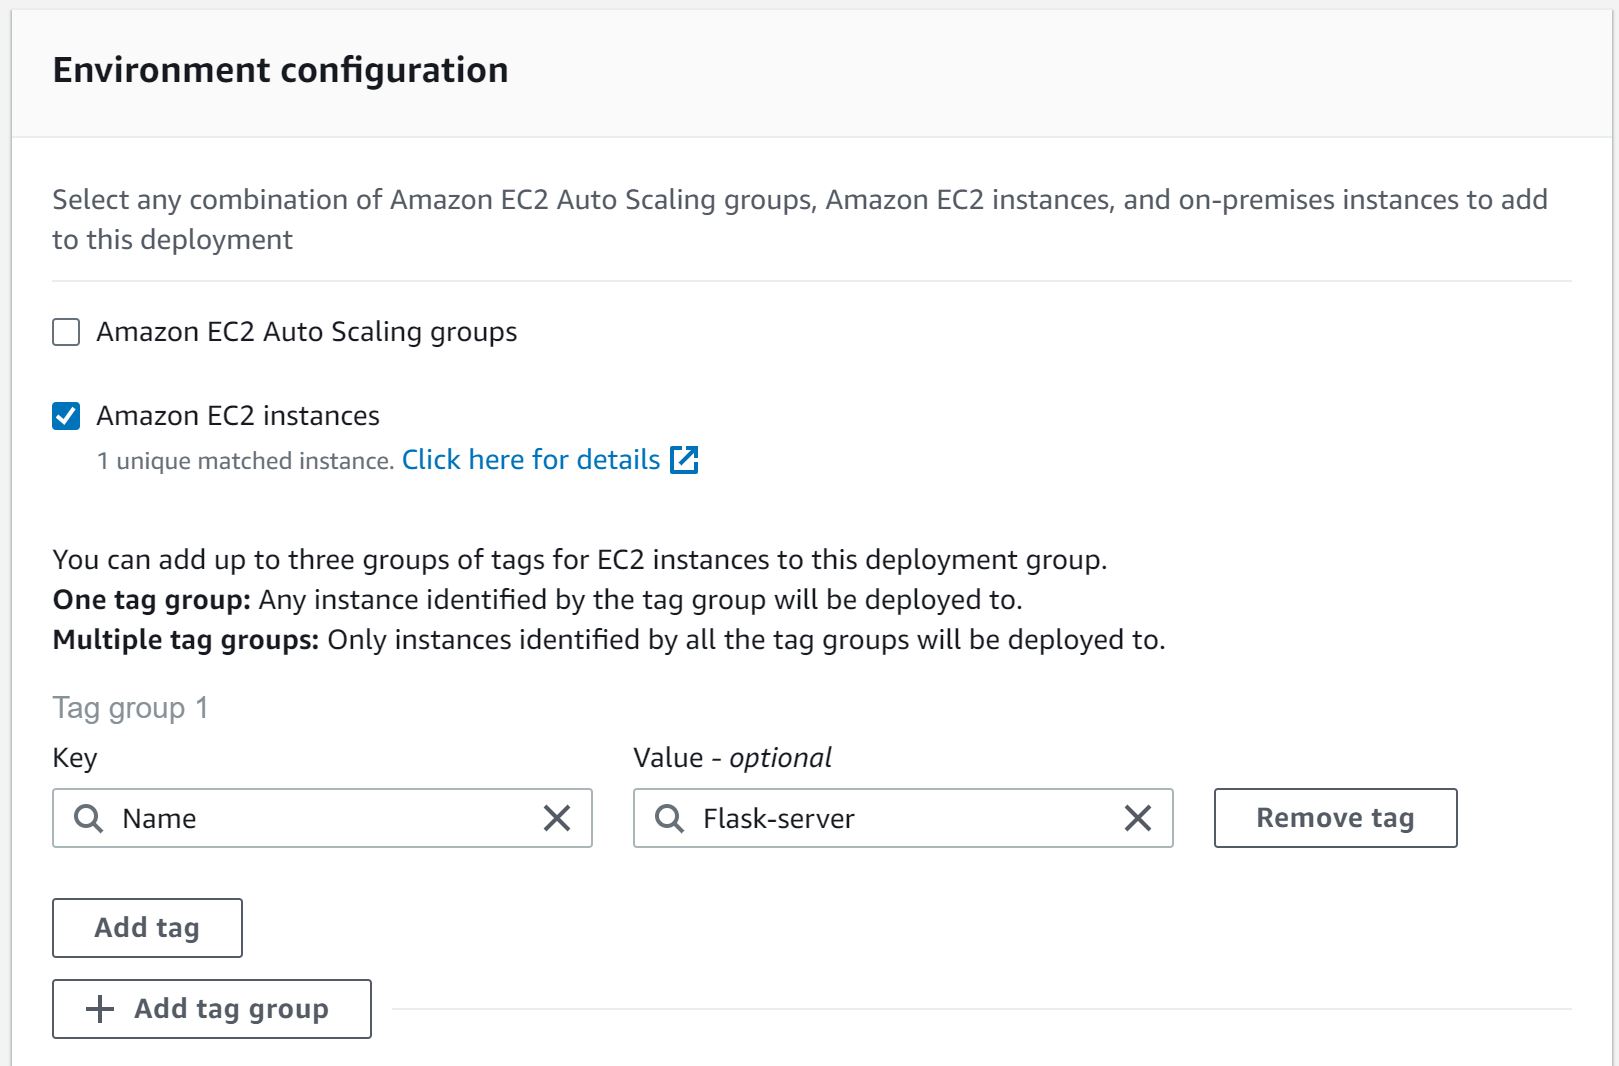 Environment configuration
Select any combination of Amazon EC2 Auto Scaling groups, Amazon EC2 instances, and on-premises instances to add
to this deployment
Amazon EC2 Auto Scaling groups
Amazon EC2 instances
1 unique matched instance. Click here for details
You can add up to three groups of tags for EC2 instances to this deployment group.
One tag group: Any instance identified by the tag group will be deployed to.
Multiple tag groups: Only instances identified by all the tag groups will be deployed to.
Tag group 1
Key
Value - optional
Name
Flask-server
Remove tag
Add tag
Add tag group